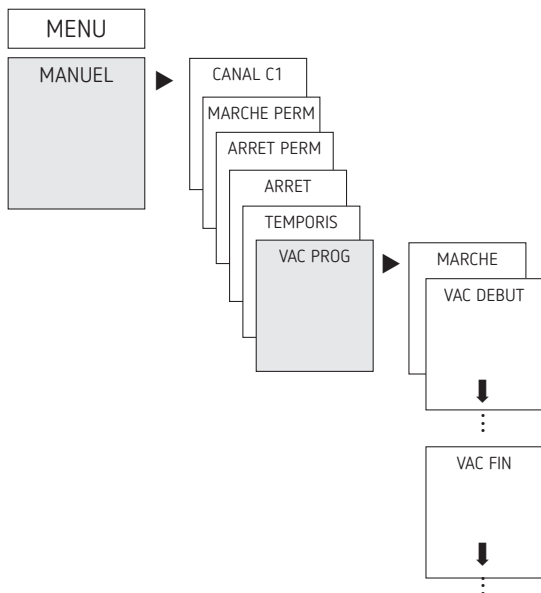 MENU
MANUEL
CANAL C1
MARCHE PERM
ARRET PERM
ARRET
TEMPORIS
VAC PROG
MARCHE
VAC DEBUT
VAC FIN